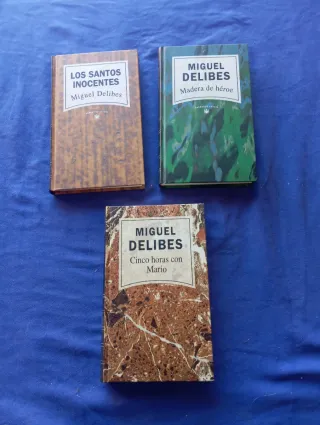 LOS SANTOS
INOCENTES
Miguel Delibes
MIGUEL
DELIBES
Madera de héroe
MIGUEL
DELIBES
Cinco horas con
Mario